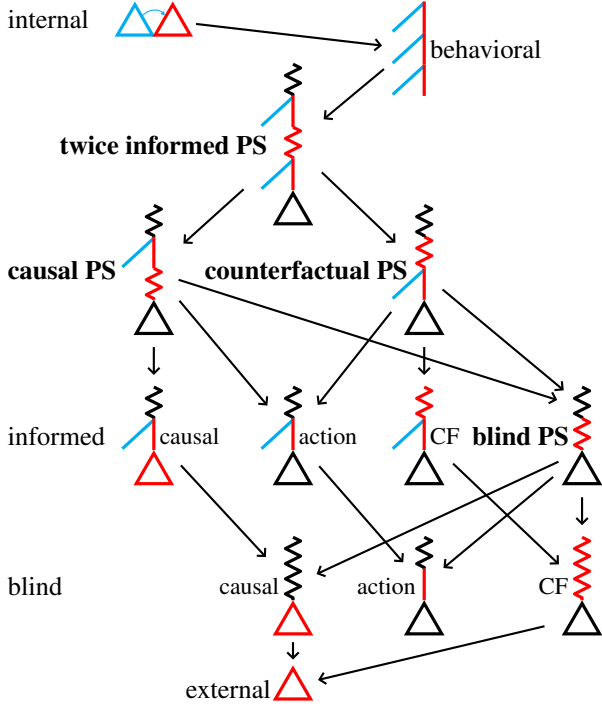 internal
behavioral
twice informed PS
causal PS counterfactual PS
informed causal action CF blind PS
blind causal action CF
external